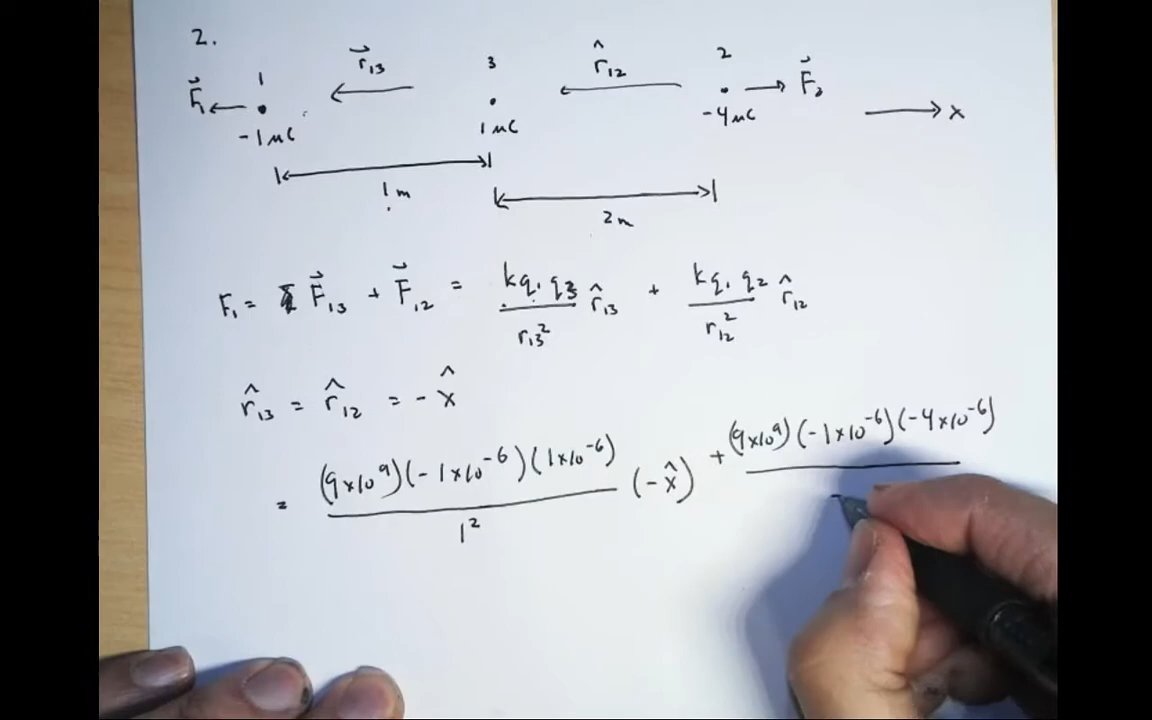 2.
1 r⃗₁₃ 3 r̂₁₂ 2
F⃗₁ F⃗₂
-1μC 1μC -4μC x
1m 2m
F₁ = F⃗₁₃ + F⃗₁₂ = kq₁q₃/r₁₃² r̂₁₃ + kq₁q₂/r₁₂² r̂₁₂
r̂₁₃ = r̂₁₂ = -x̂
= (9×10⁹)(-1×10⁻⁶)(1×10⁻⁶)/1² (-x̂) + (9×10⁹)(-1×10⁻⁶)(-4×10⁻⁶)